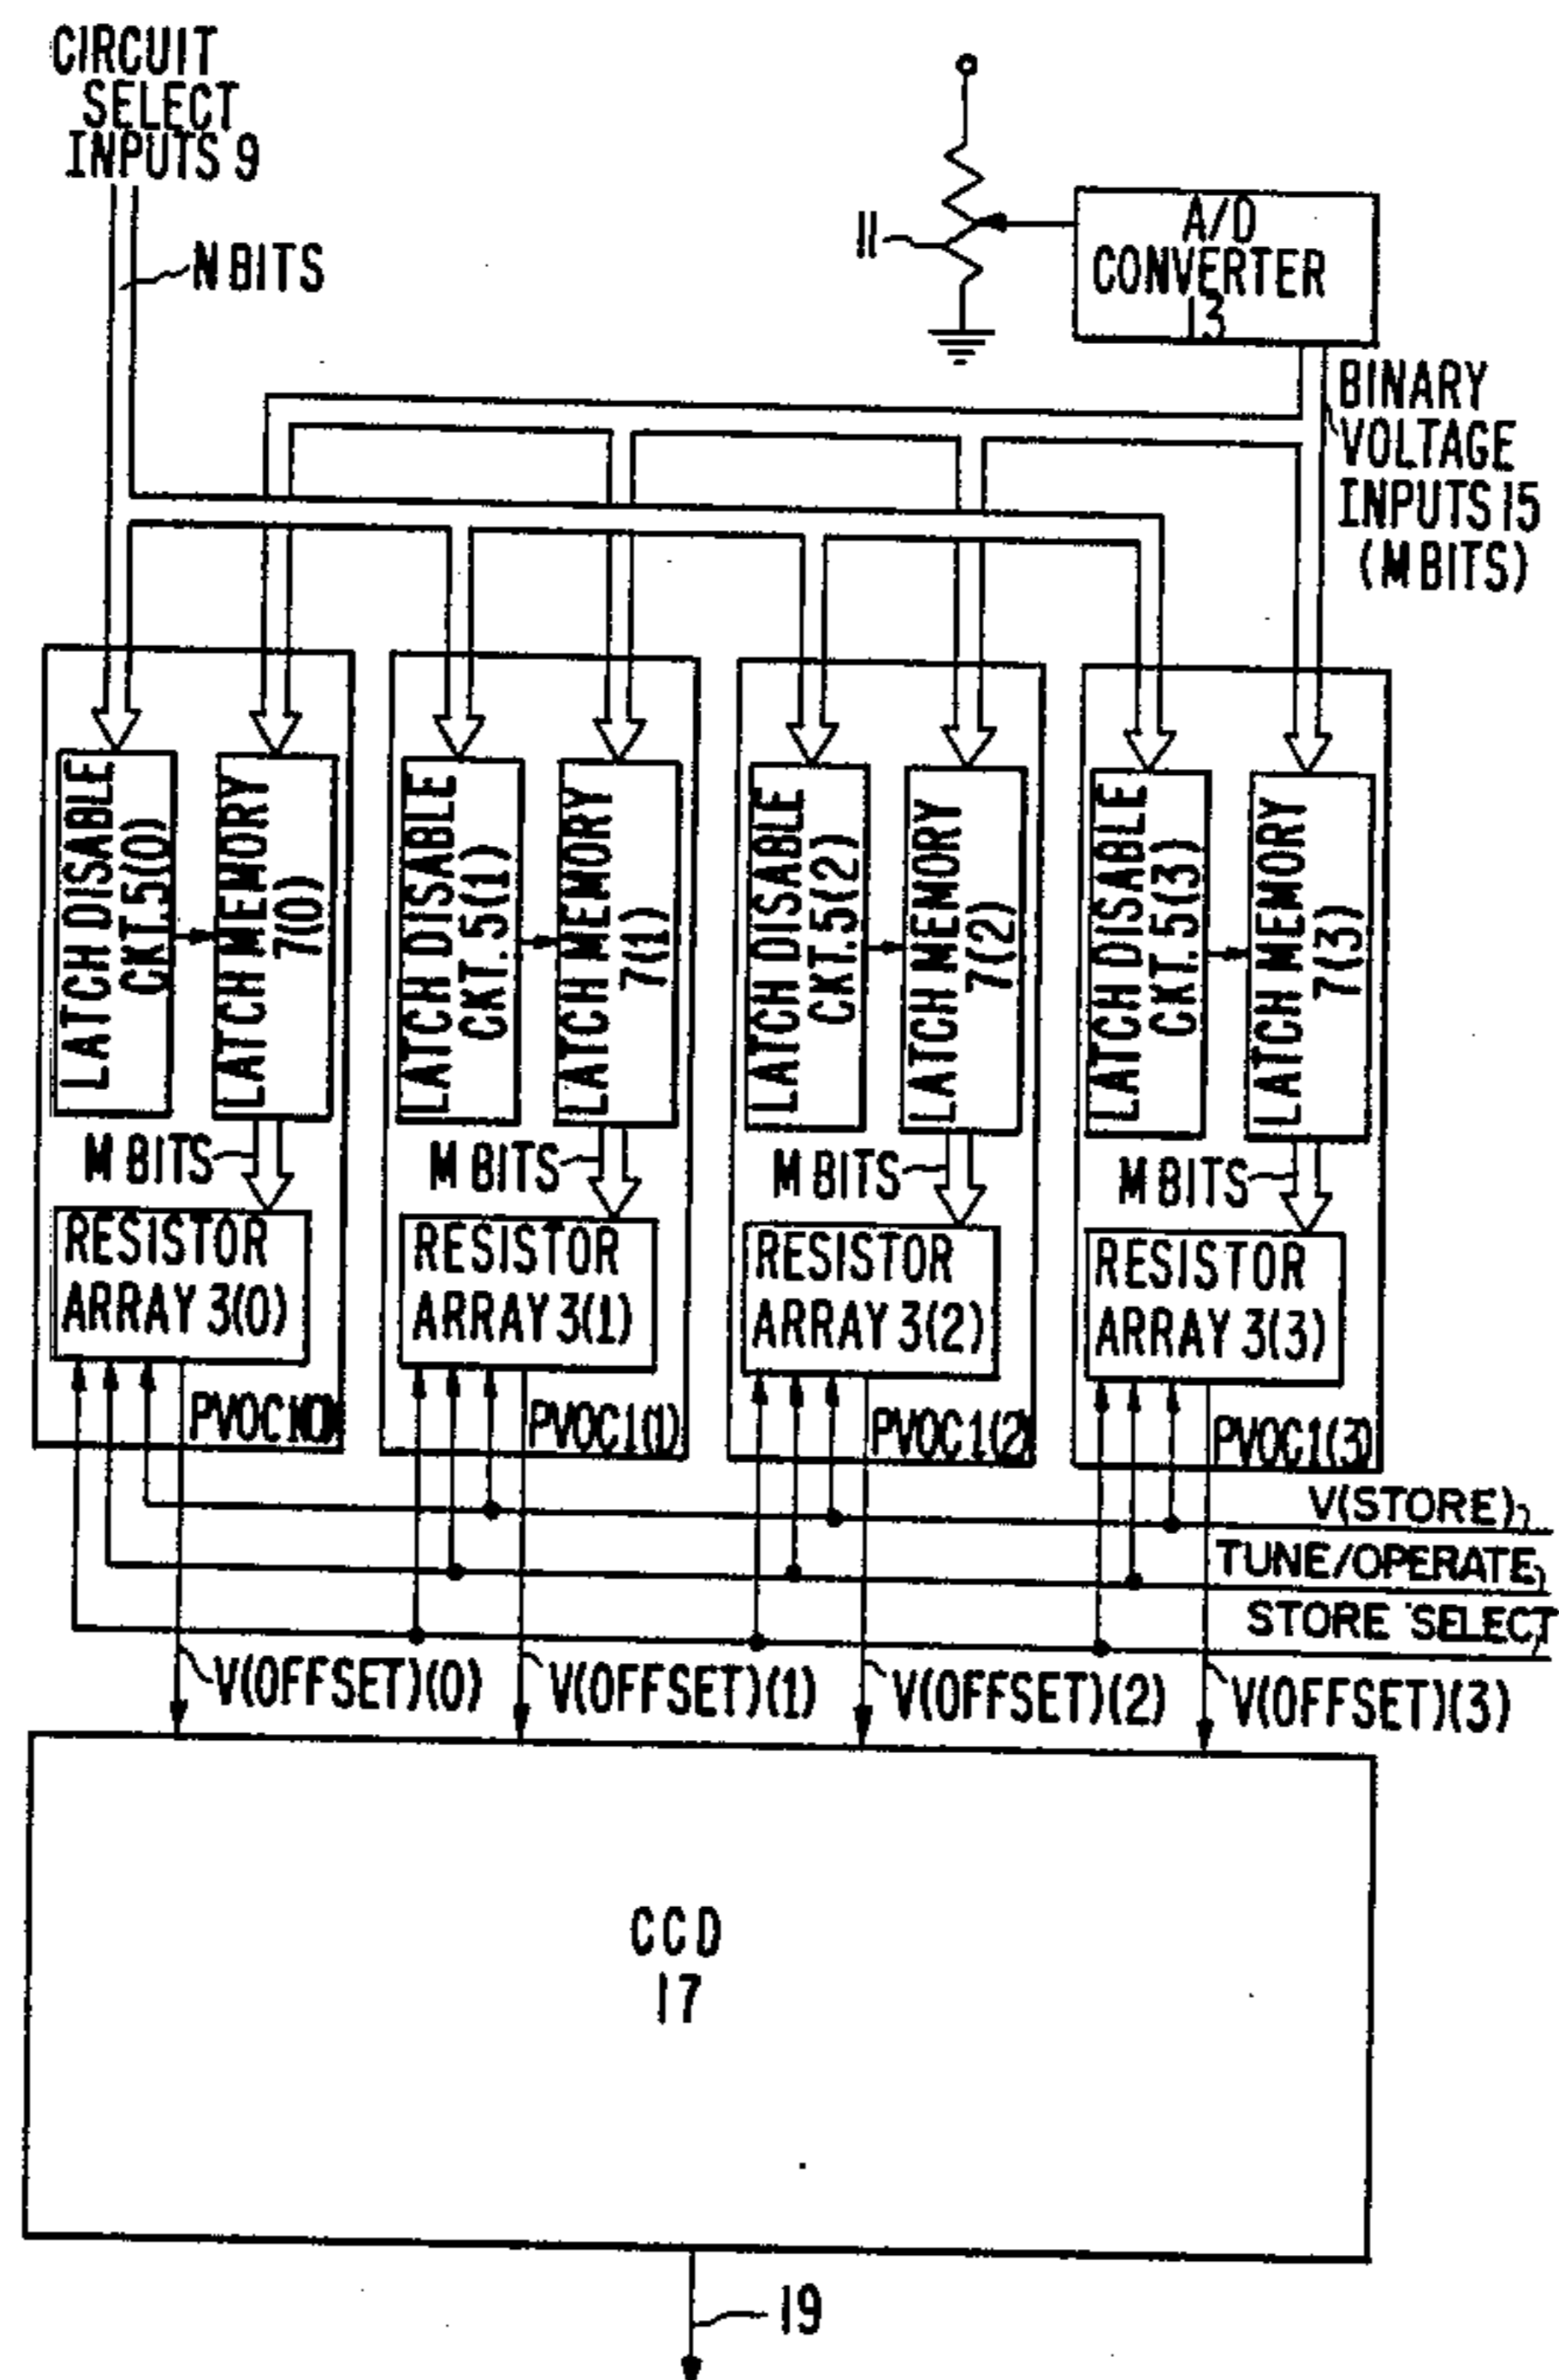 CIRCUIT
SELECT
INPUTS 9
N BITS
11
A/D
CONVERTER
13
BINARY
VOLTAGE
INPUTS 15
(M BITS)
LATCH DISABLE
CKT. 5(0)
LATCH MEMORY
7(0)
LATCH DISABLE
CKT. 5(1)
LATCH MEMORY
7(1)
LATCH DISABLE
CKT. 5(2)
LATCH MEMORY
7(2)
LATCH DISABLE
CKT. 5(3)
LATCH MEMORY
7(3)
M BITS
M BITS
M BITS
M BITS
RESISTOR
ARRAY 3(0)
RESISTOR
ARRAY 3(1)
RESISTOR
ARRAY 3(2)
RESISTOR
ARRAY 3(3)
PVOC1(0)
PVOC1(1)
PVOC1(2)
PVOC1(3)
V(STORE)
TUNE/OPERATE
STORE SELECT
V(OFFSET)(0)
V(OFFSET)(1)
V(OFFSET)(2)
V(OFFSET)(3)
CCD
17
19